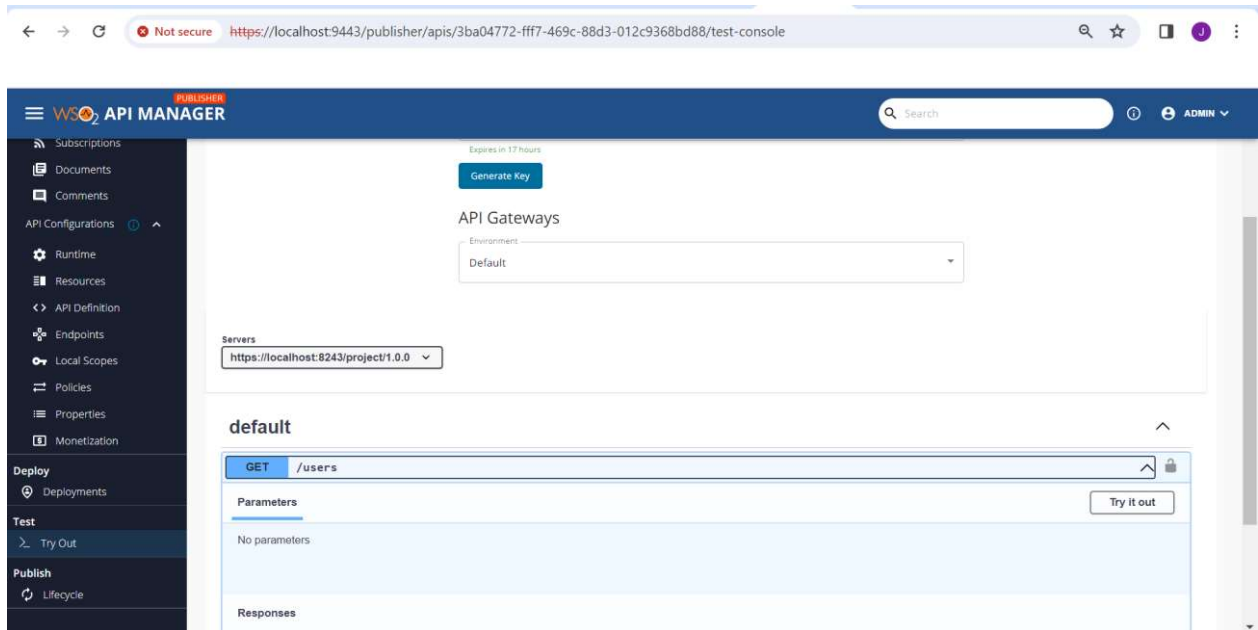 Not secure https://localhost:9443/publisher/apis/3ba04772-fff7-469c-88d3-012c9368bd88/test-console J
PUBLISHER
WSO2 API MANAGER Search ADMIN
Subscriptions
Documents
Comments
API Configurations
Runtime
Resources
API Definition
Endpoints
Local Scopes
Policies
Properties
Monetization
Deploy
Deployments
Test
Try Out
Publish
Lifecycle
Expires in 17 hours
Generate Key
API Gateways
Environment
Default
Servers
https://localhost:8243/project/1.0.0
default
GET /users
Parameters Try it out
No parameters
Responses